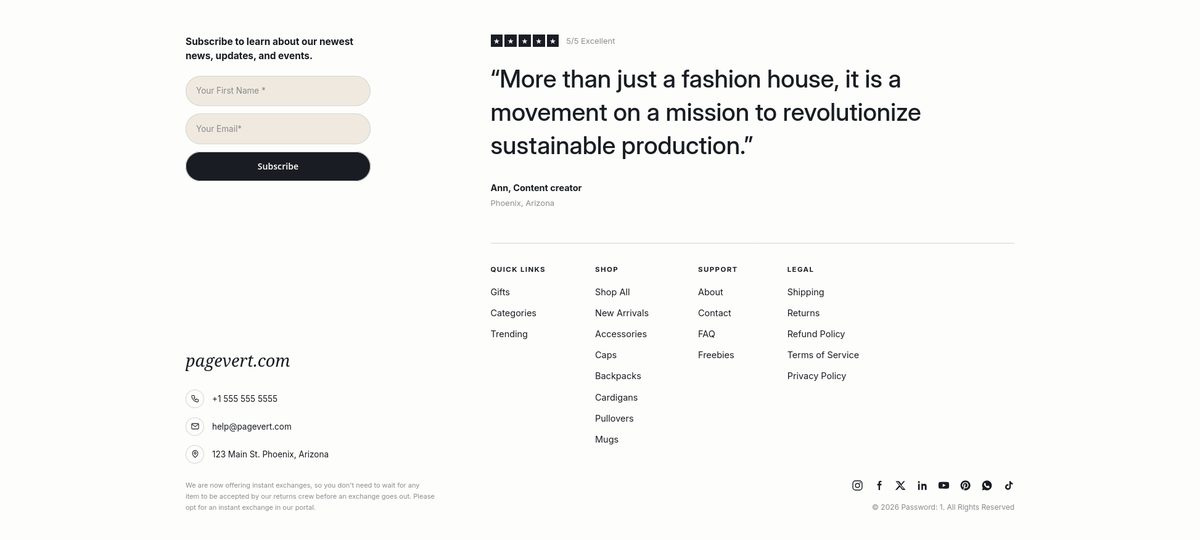 Subscribe to learn about our newest
news, updates, and events.
Your First Name *
Your Email*
Subscribe
pagevert.com
+1 555 555 5555
help@pagevert.com
123 Main St. Phoenix, Arizona
We are now offering instant exchanges, so you don't need to wait for any
item to be accepted by our returns crew before an exchange goes out. Please
opt for an instant exchange in our portal.
5/5 Excellent
“More than just a fashion house, it is a
movement on a mission to revolutionize
sustainable production.”
Ann, Content creator
Phoenix, Arizona
QUICK LINKS
Gifts
Categories
Trending
SHOP
Shop All
New Arrivals
Accessories
Caps
Backpacks
Cardigans
Pullovers
Mugs
SUPPORT
About
Contact
FAQ
Freebies
LEGAL
Shipping
Returns
Refund Policy
Terms of Service
Privacy Policy
© 2026 Password: 1. All Rights Reserved